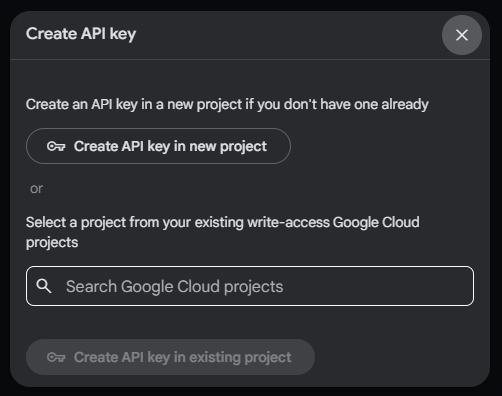 Create API key
Create an API key in a new project if you don't have one already
Create API key in new project
or
Select a project from your existing write-access Google Cloud
projects
Search Google Cloud projects
Create API key in existing project